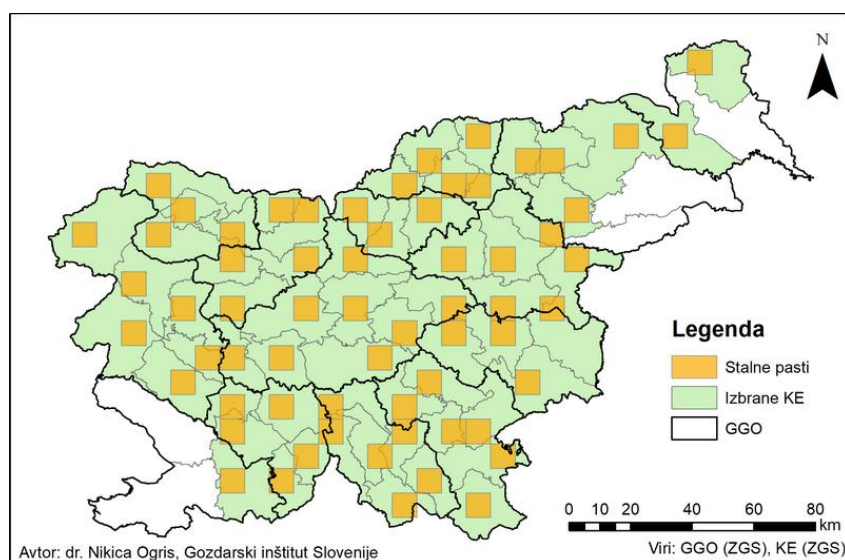 N
Legenda
Stalne pasti
Izbrane KE
GGO
0 20 40 60 80
km
Avtor: dr. Nikica Ogris, Gozdarski inštitut Slovenije
Viri: GGO (ZGS), KE (ZGS)